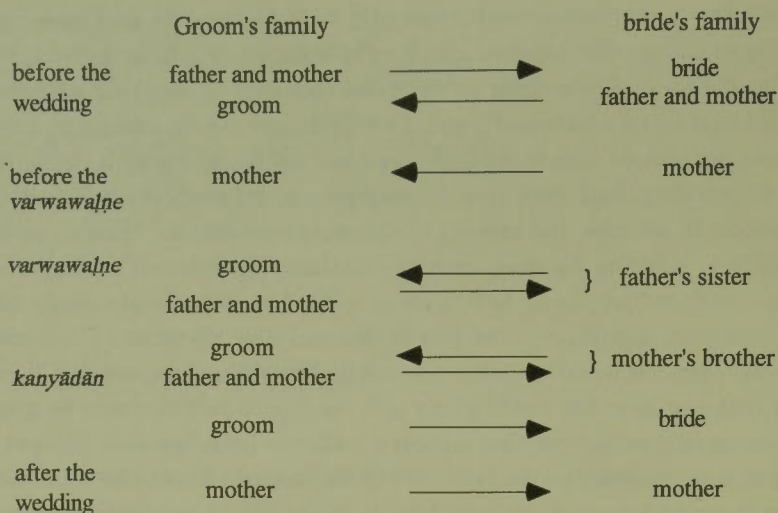 Groom's family bride's family
before the father and mother bride
wedding groom father and mother
before the mother mother
varwawaḷṇe
varwawaḷṇe groom } father's sister
father and mother
groom } mother's brother
kanyādān father and mother
groom bride
after the
wedding mother mother